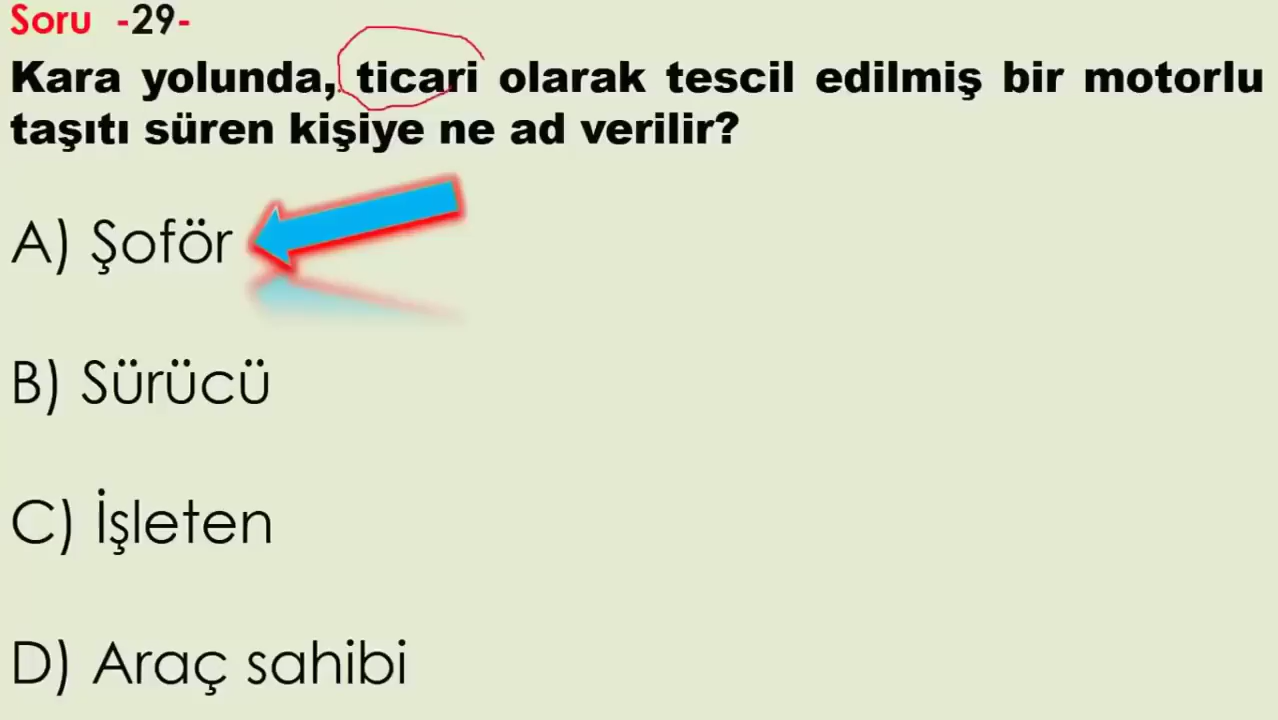 Soru -29-
Kara yolunda, ticari olarak tescil edilmiş bir motorlu
taşıtı süren kişiye ne ad verilir?
A) Şoför
B) Sürücü
C) İşleten
D) Araç sahibi